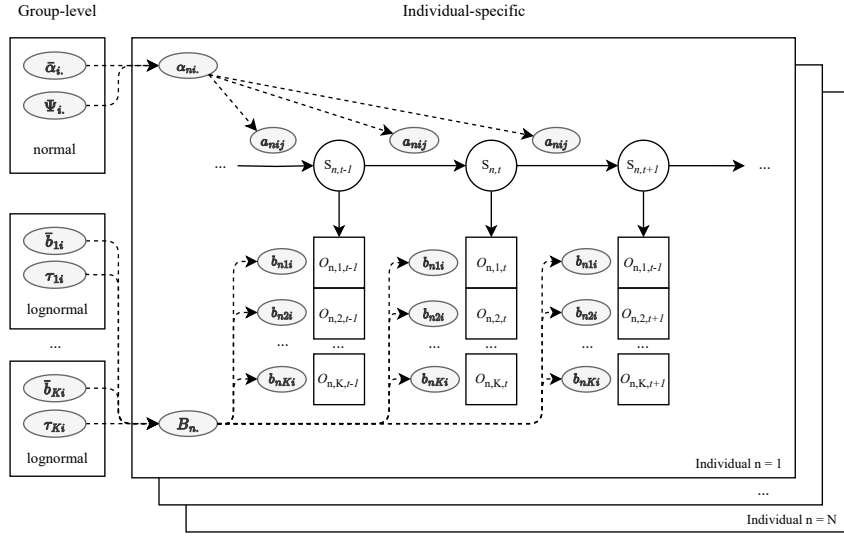 Group-level
Individual-specific
ᾱi.
Ψi.
normal
αni.
anij
anij
anij
...
Sn,t-1
Sn,t
Sn,t+1
...
b̄1i
τ1i
lognormal
...
b̄Ki
τKi
lognormal
Bn.
bn1i
On,1,t-1
bn1i
On,1,t
bn1i
On,1,t-1
bn2i
On,2,t-1
bn2i
On,2,t
bn2i
On,2,t+1
...
...
...
...
...
...
bnKi
On,K,t-1
bnKi
On,K,t
bnKi
On,K,t+1
Individual n = 1
...
Individual n = N